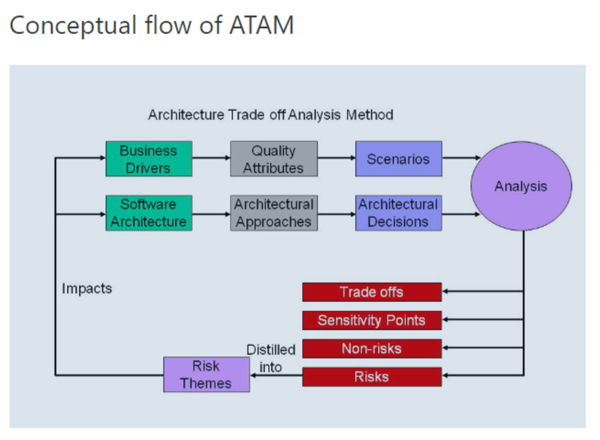 Conceptual flow of ATAM
Architecture Trade off Analysis Method
Business
Drivers
Quality
Attributes
Scenarios
Analysis
Software
Architecture
Architectural
Approaches
Architectural
Decisions
Impacts
Trade offs
Sensitivity Points
Non-risks
Risks
Distilled
into
Risk
Themes